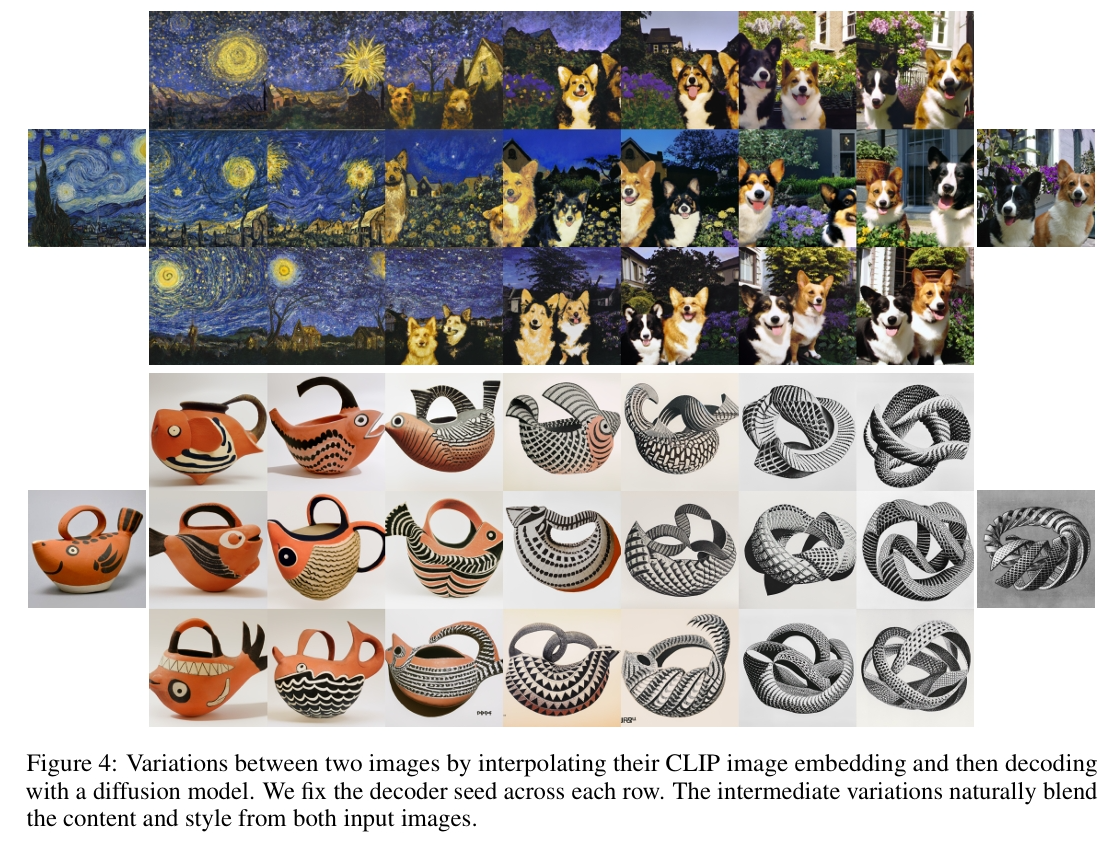 Figure 4: Variations between two images by interpolating their CLIP image embedding and then decoding
with a diffusion model. We fix the decoder seed across each row. The intermediate variations naturally blend
the content and style from both input images.